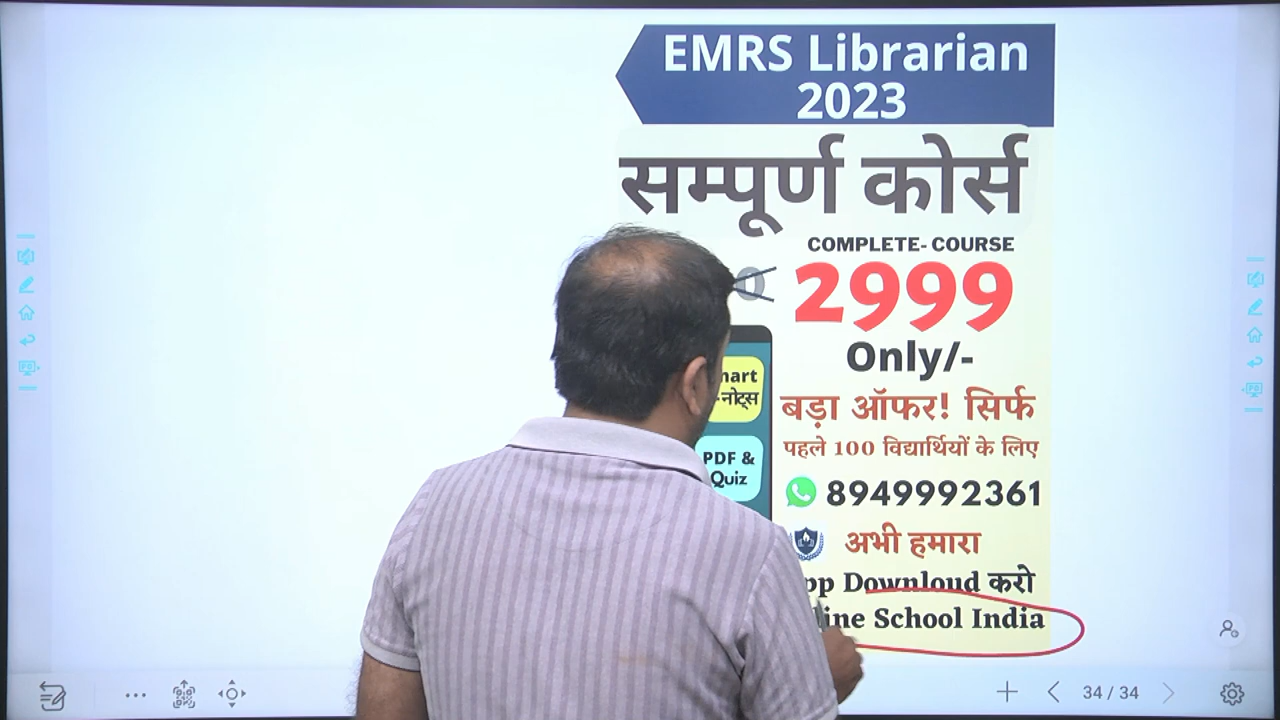 EMRS Librarian
2023
सम्पूर्ण कोर्स
COMPLETE- COURSE
2999
Only/-
नोट्स
PDF &
Quiz
बड़ा ऑफर! सिर्फ
पहले 100 विद्यार्थियों के लिए
8949992361
अभी हमारा
Downloud करो
School India
34 / 34